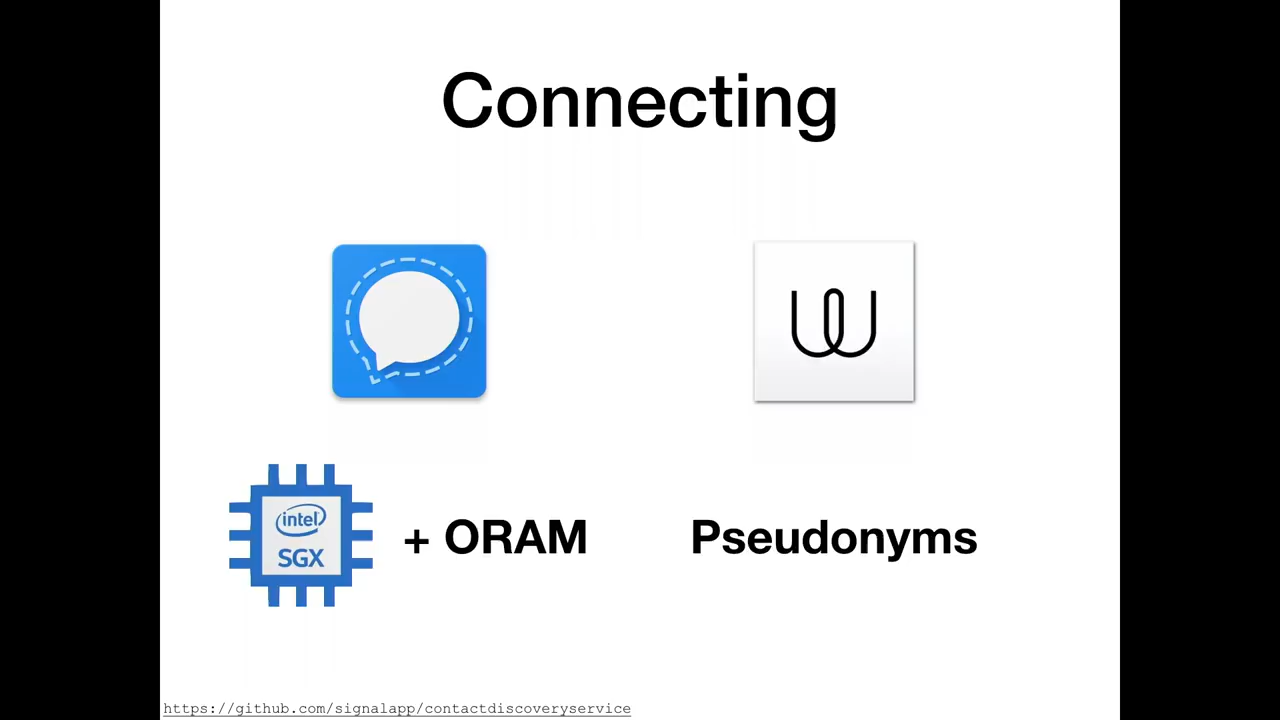 Connecting
intel
SGX
+ ORAM
Pseudonyms
https://github.com/signalapp/contactdiscoveryservice